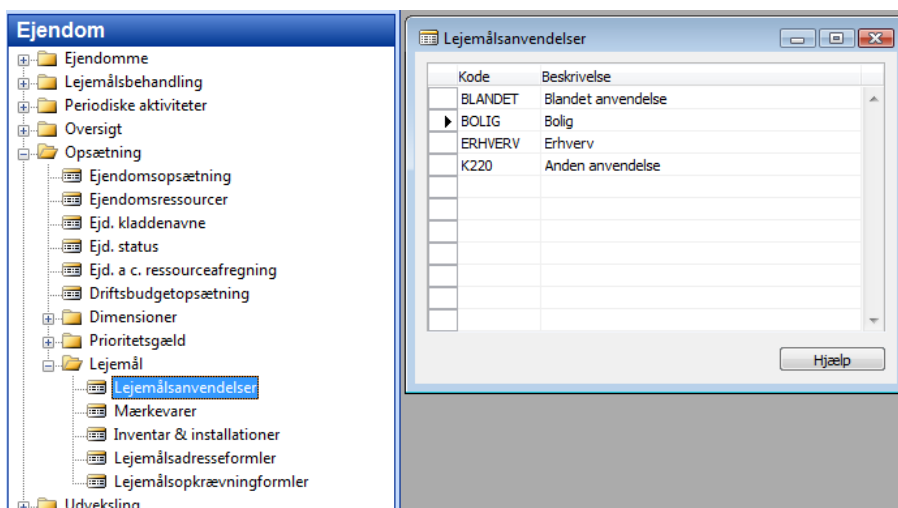 Ejendom
Ejendomme
Lejemålsbehandling
Periodiske aktiviteter
Oversigt
Opsætning
Ejendomsopsætning
Ejendomsressourcer
Ejd. kladdenavne
Ejd. status
Ejd. a c. ressourceafregning
Driftsbudgetopsætning
Dimensioner
Prioritetsgæld
Lejemål
Lejemålsanvendelser
Mærkevarer
Inventar & installationer
Lejemålsadresseformler
Lejemålsopkrævningformler
Udveksling
Lejemålsanvendelser
Kode Beskrivelse
BLANDET Blandet anvendelse
BOLIG Bolig
ERHVERV Erhverv
K220 Anden anvendelse
Hjælp